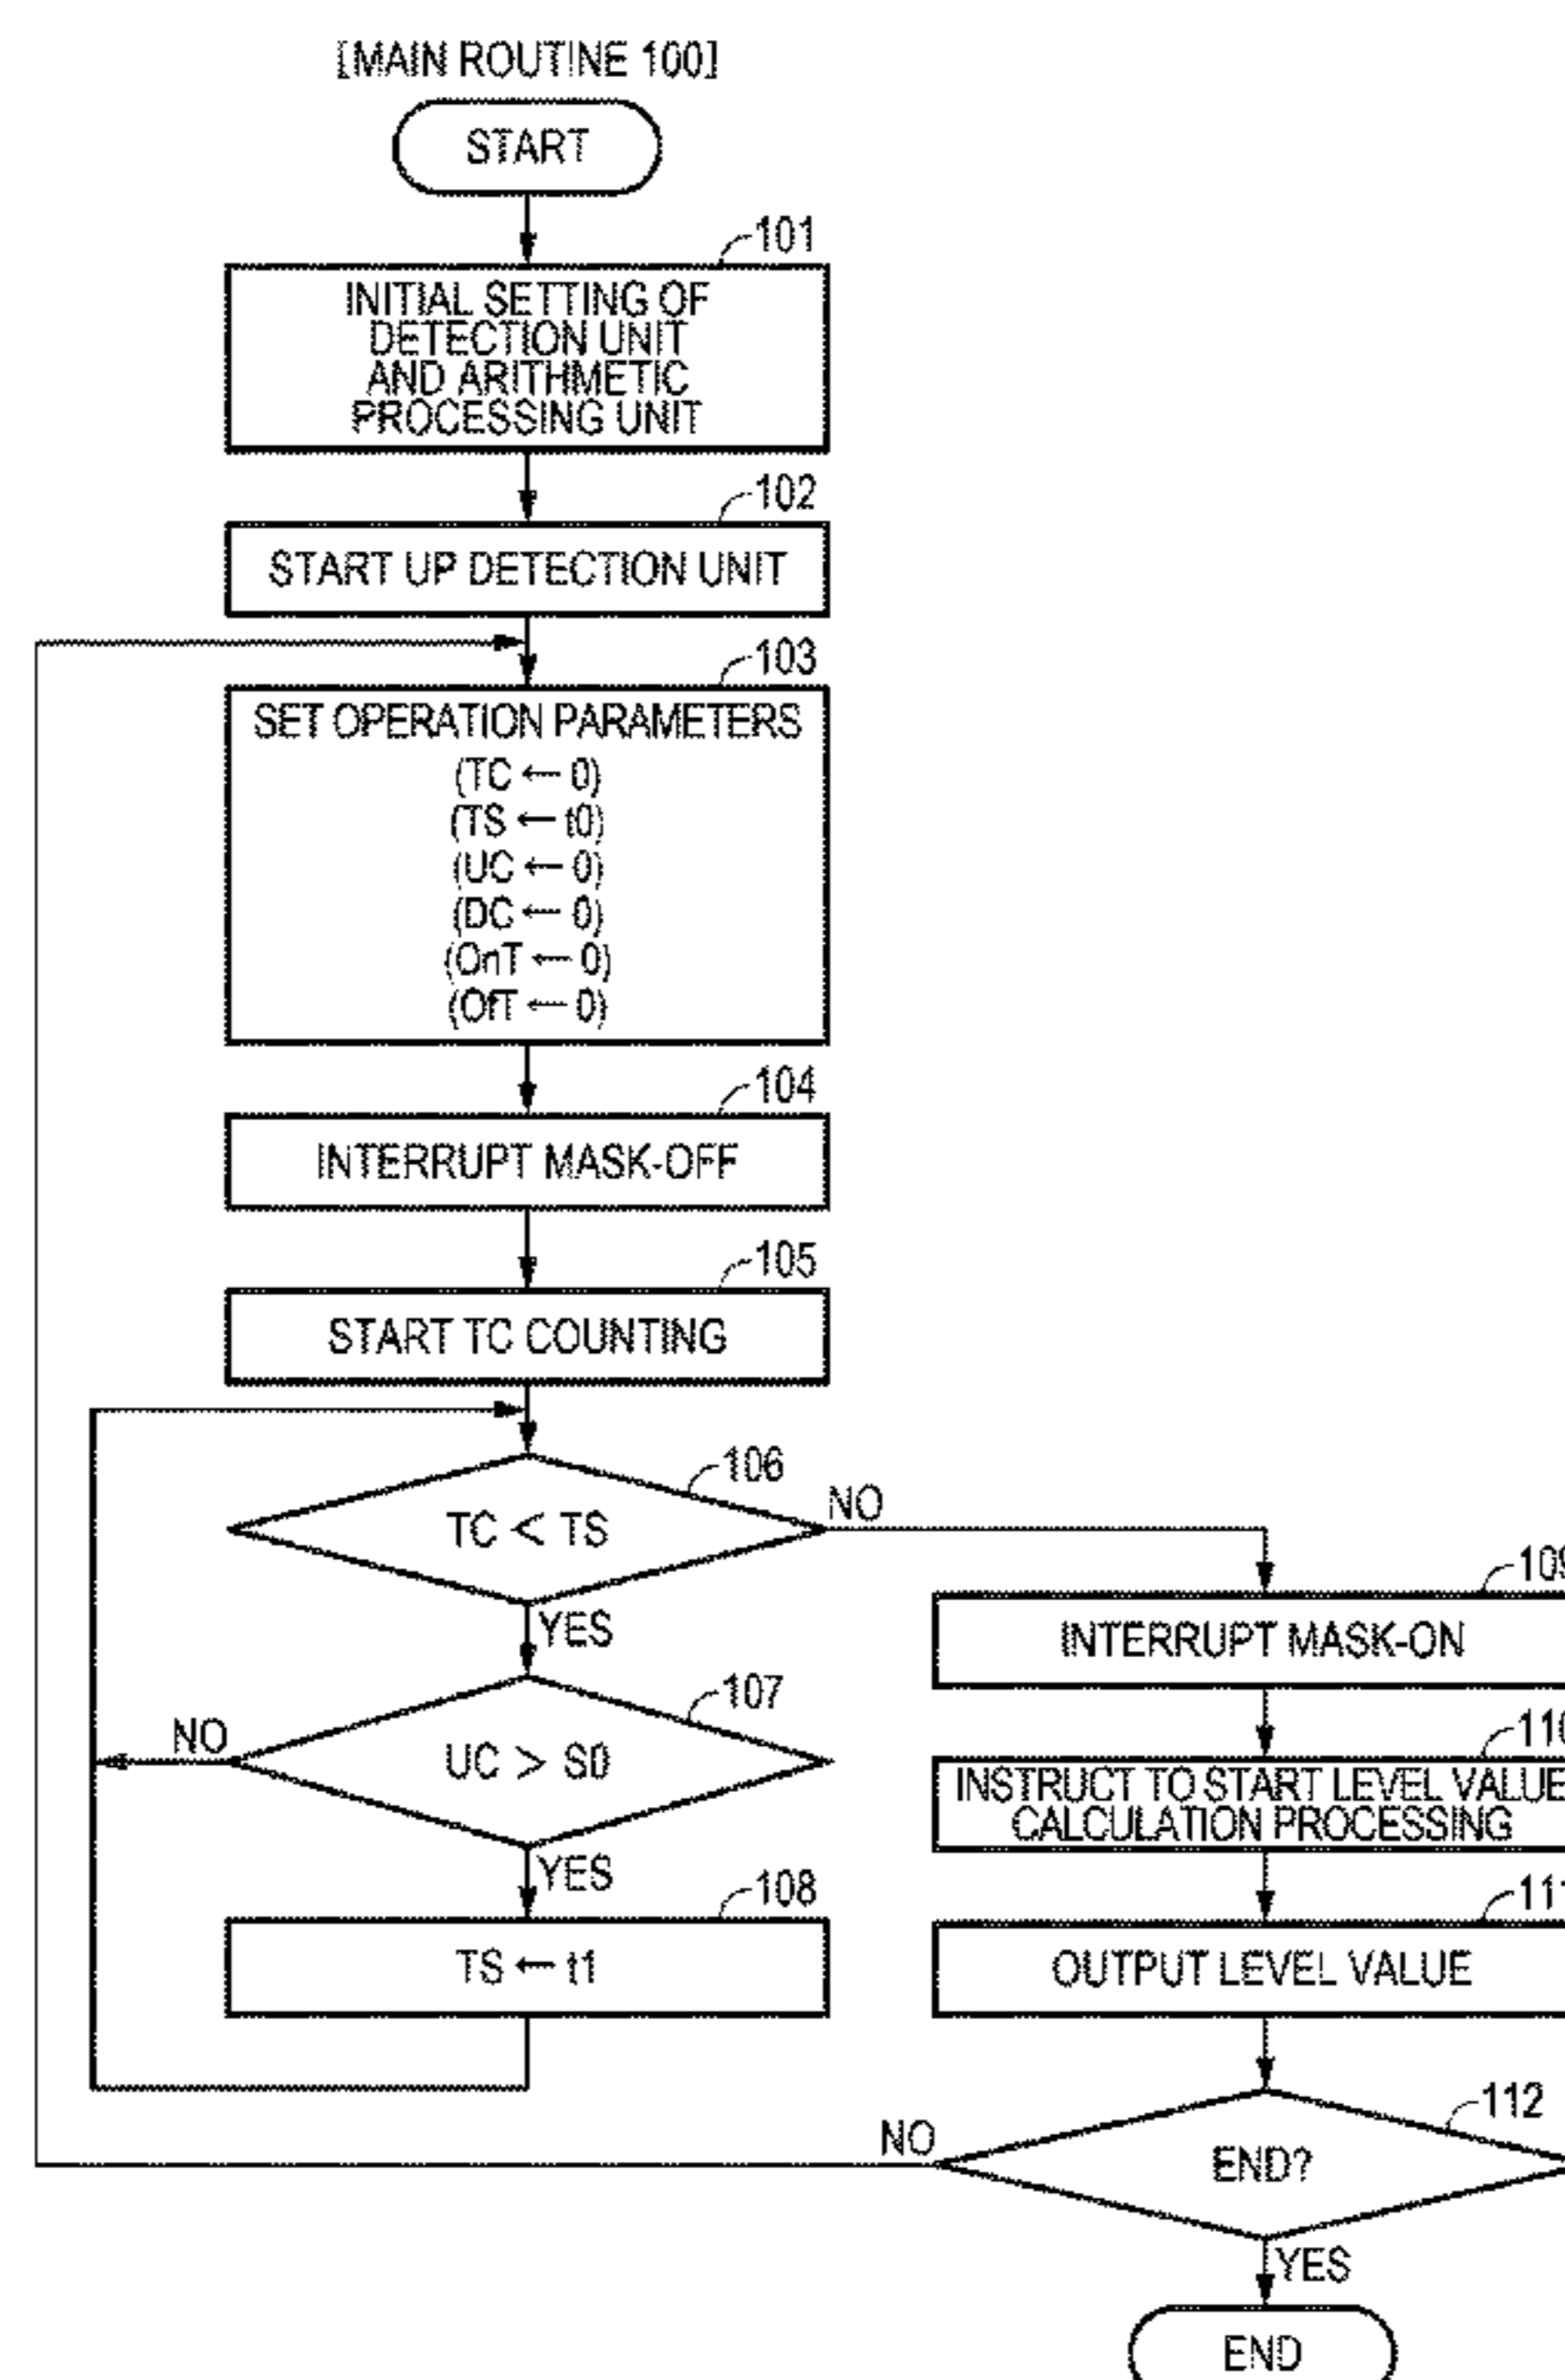 [MAIN ROUTINE 100]
START
101
INITIAL SETTING OF
DETECTION UNIT
AND ARITHMETIC
PROCESSING UNIT
102
START UP DETECTION UNIT
103
SET OPERATION PARAMETERS
(TC ← 0)
(TS ← t0)
(UC ← 0)
(DC ← 0)
(OnT ← 0)
(OfT ← 0)
104
INTERRUPT MASK-OFF
105
START TC COUNTING
106
TC < TS
NO
YES
107
UC > S0
NO
YES
108
TS ← t1
109
INTERRUPT MASK-ON
110
INSTRUCT TO START LEVEL VALUE
CALCULATION PROCESSING
111
OUTPUT LEVEL VALUE
112
END?
NO
YES
END